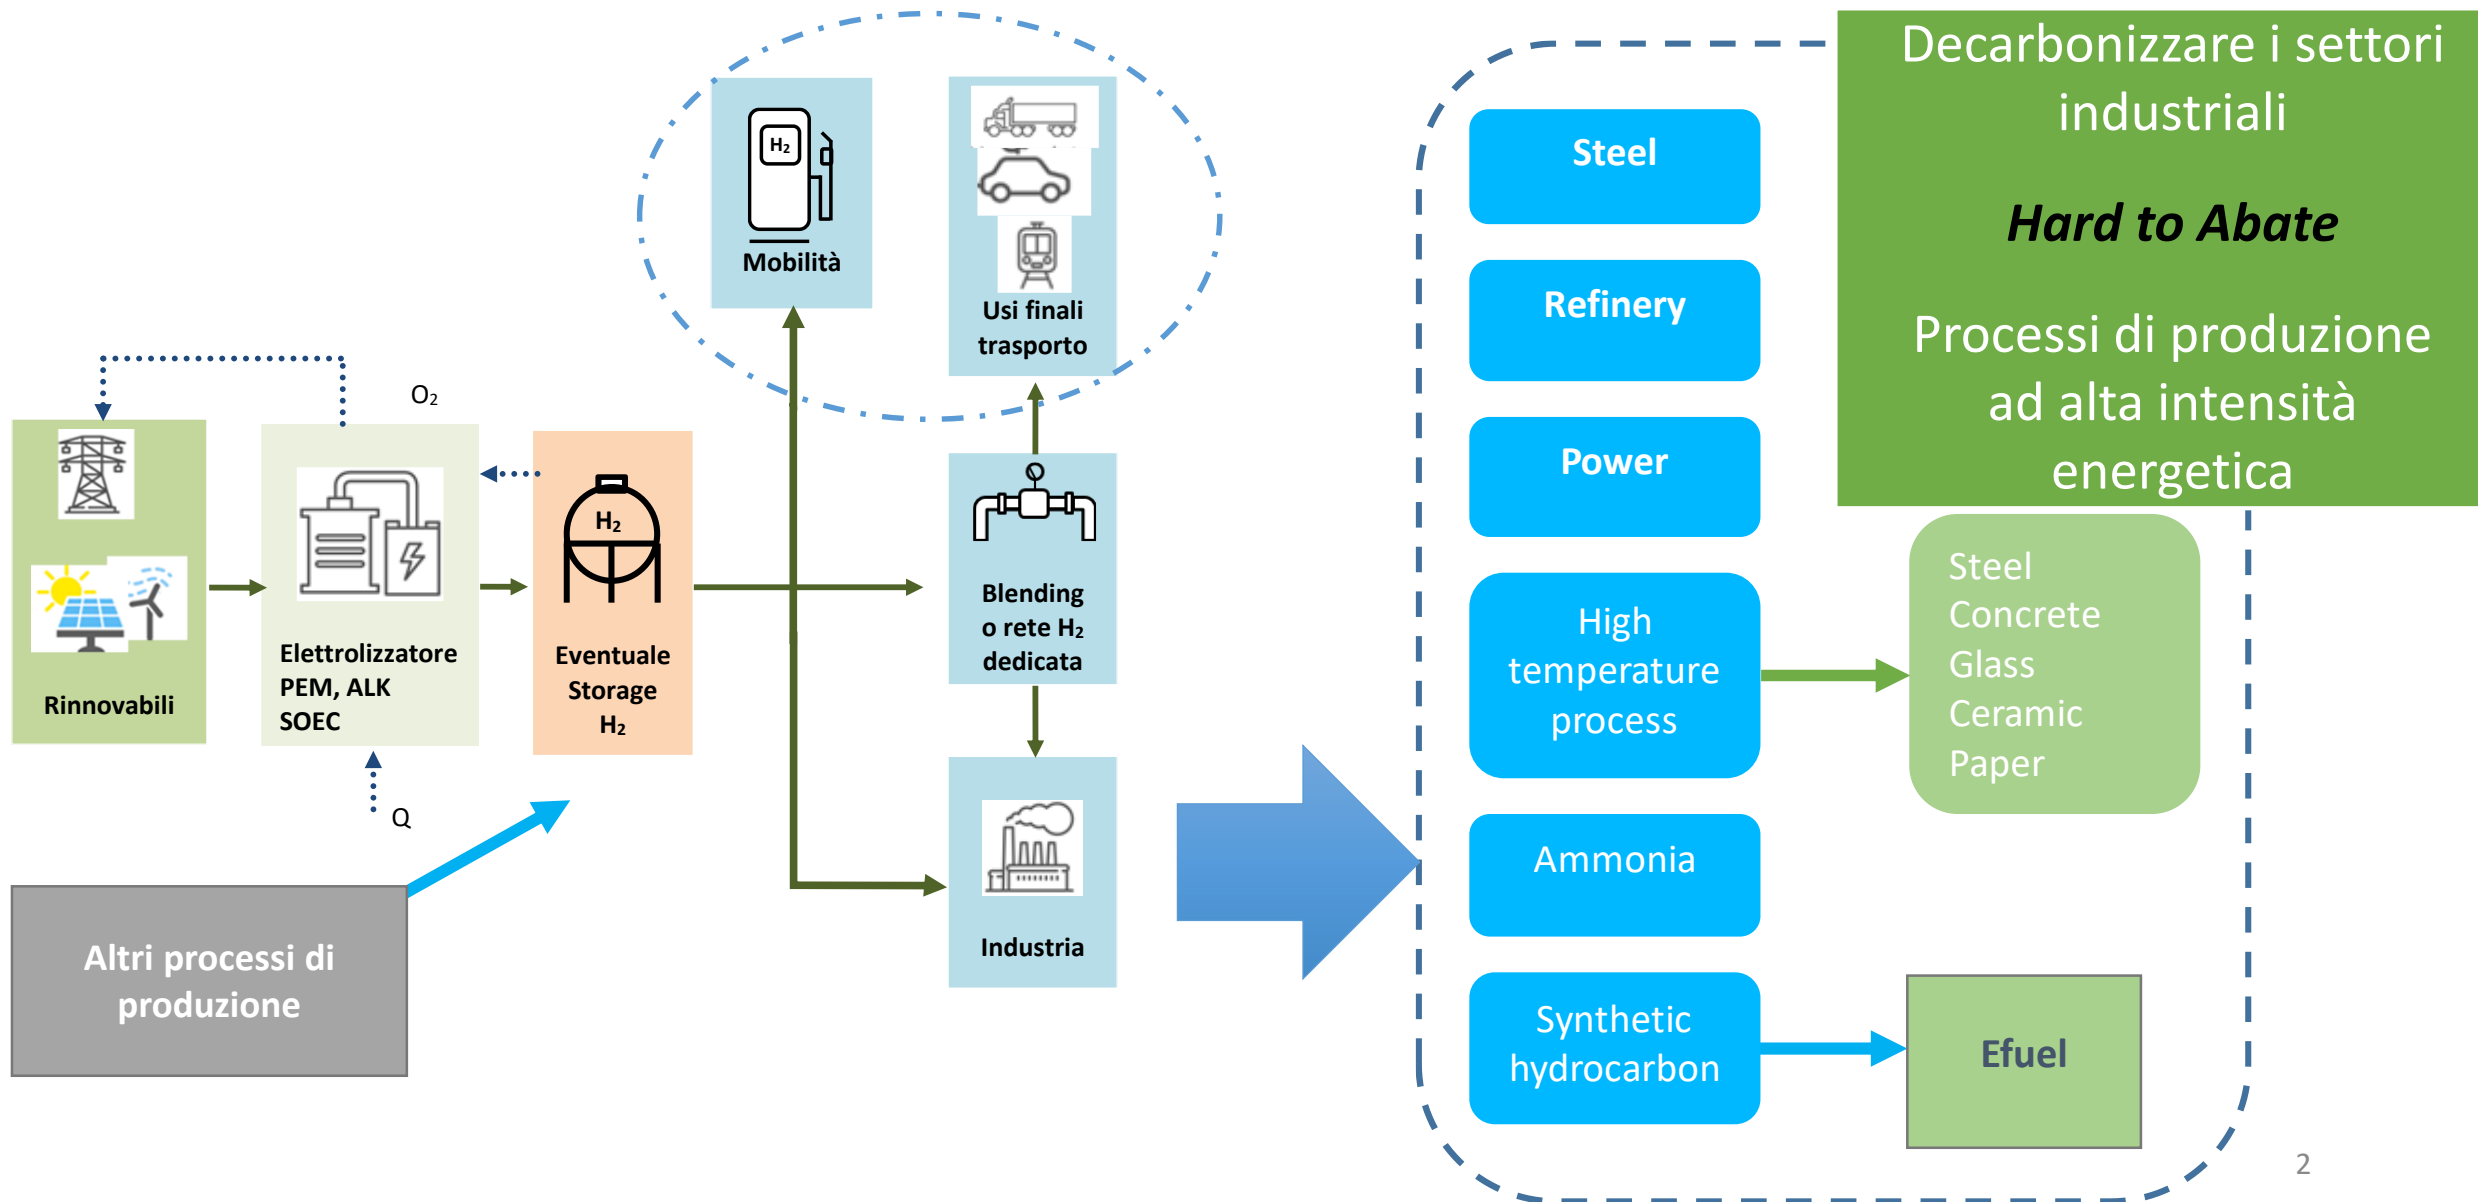 Rinnovabili
O₂
Elettrolizzatore
PEM, ALK
SOEC
Q
H₂
Eventuale
Storage
H₂
Altri processi di
produzione
H₂
Mobilità
Usi finali
trasporto
Blending
o rete H₂
dedicata
Industria
Steel
Refinery
Power
High
temperature
process
Ammonia
Synthetic
hydrocarbon
Decarbonizzare i settori
industriali
Hard to Abate
Processi di produzione
ad alta intensità
energetica
Steel
Concrete
Glass
Ceramic
Paper
Efuel
2